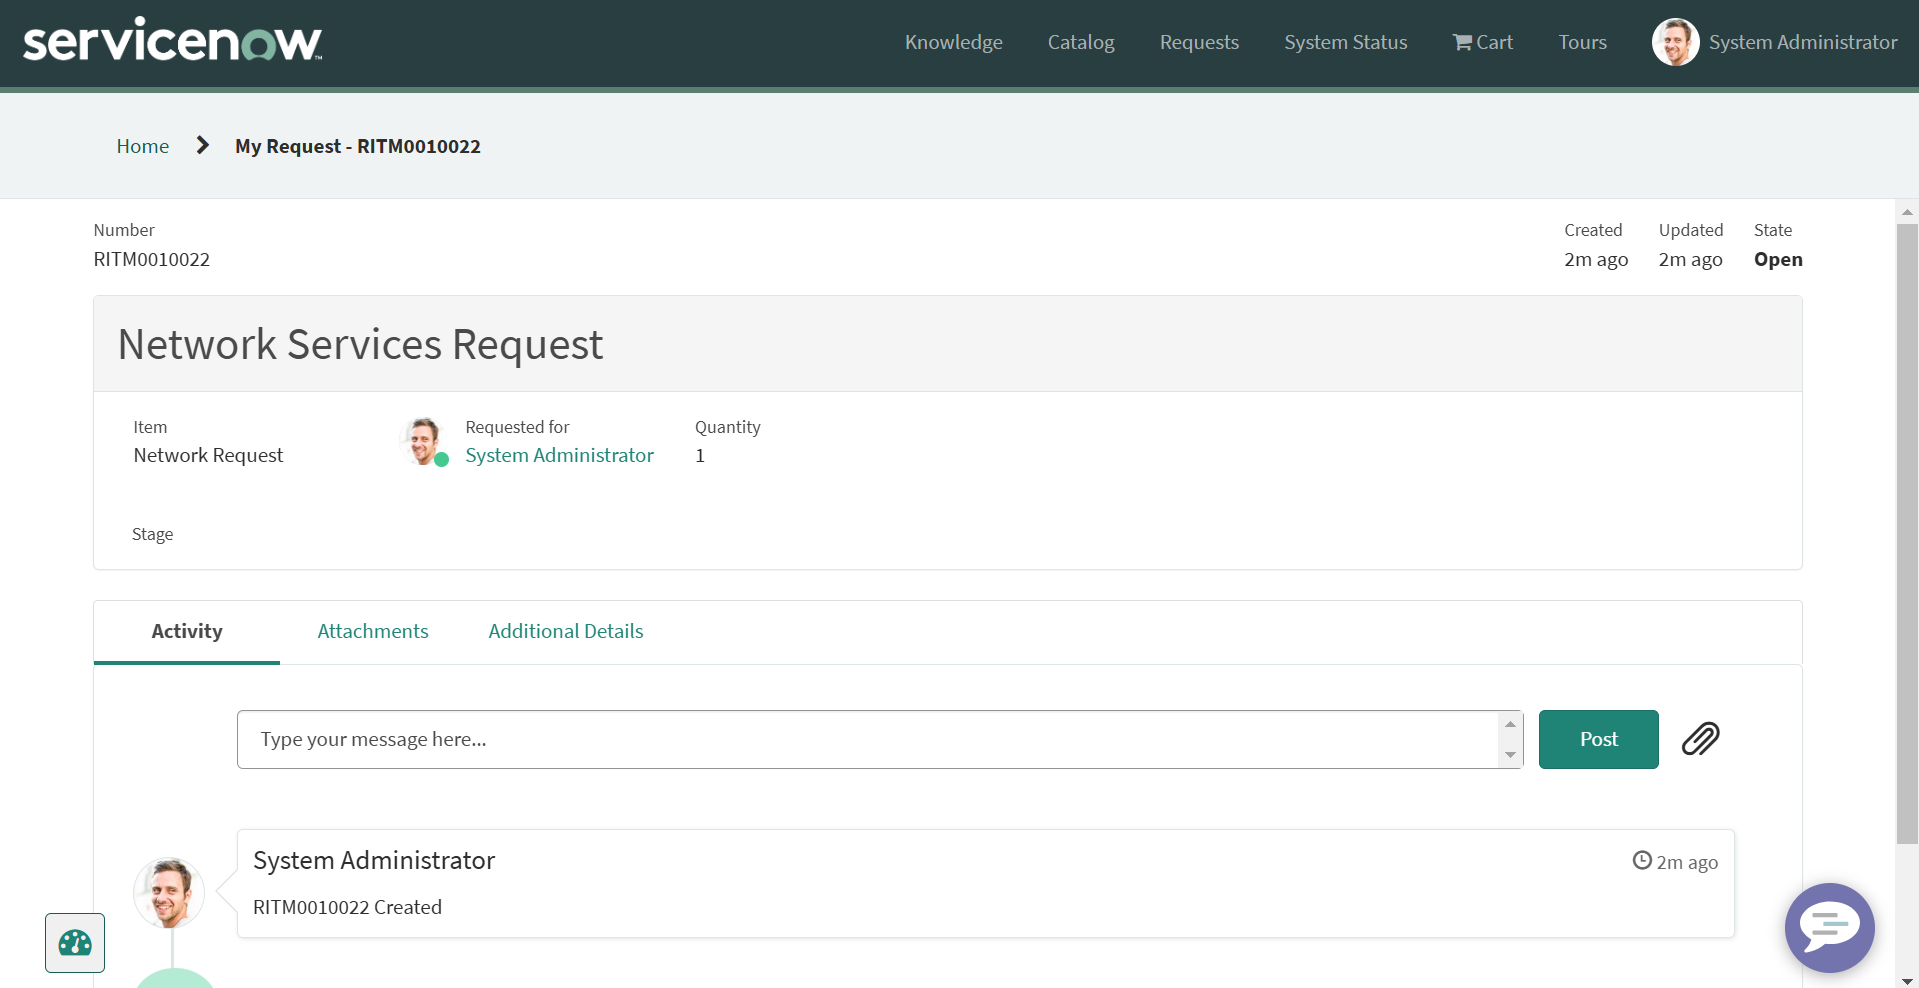 servicenow™
Knowledge
Catalog
Requests
System Status
Cart
Tours
System Administrator
Home
My Request - RITM0010022
Number
RITM0010022
Created
2m ago
Updated
2m ago
State
Open
Network Services Request
Item
Network Request
Requested for
System Administrator
Quantity
1
Stage
Activity
Attachments
Additional Details
Type your message here...
Post
System Administrator
2m ago
RITM0010022 Created